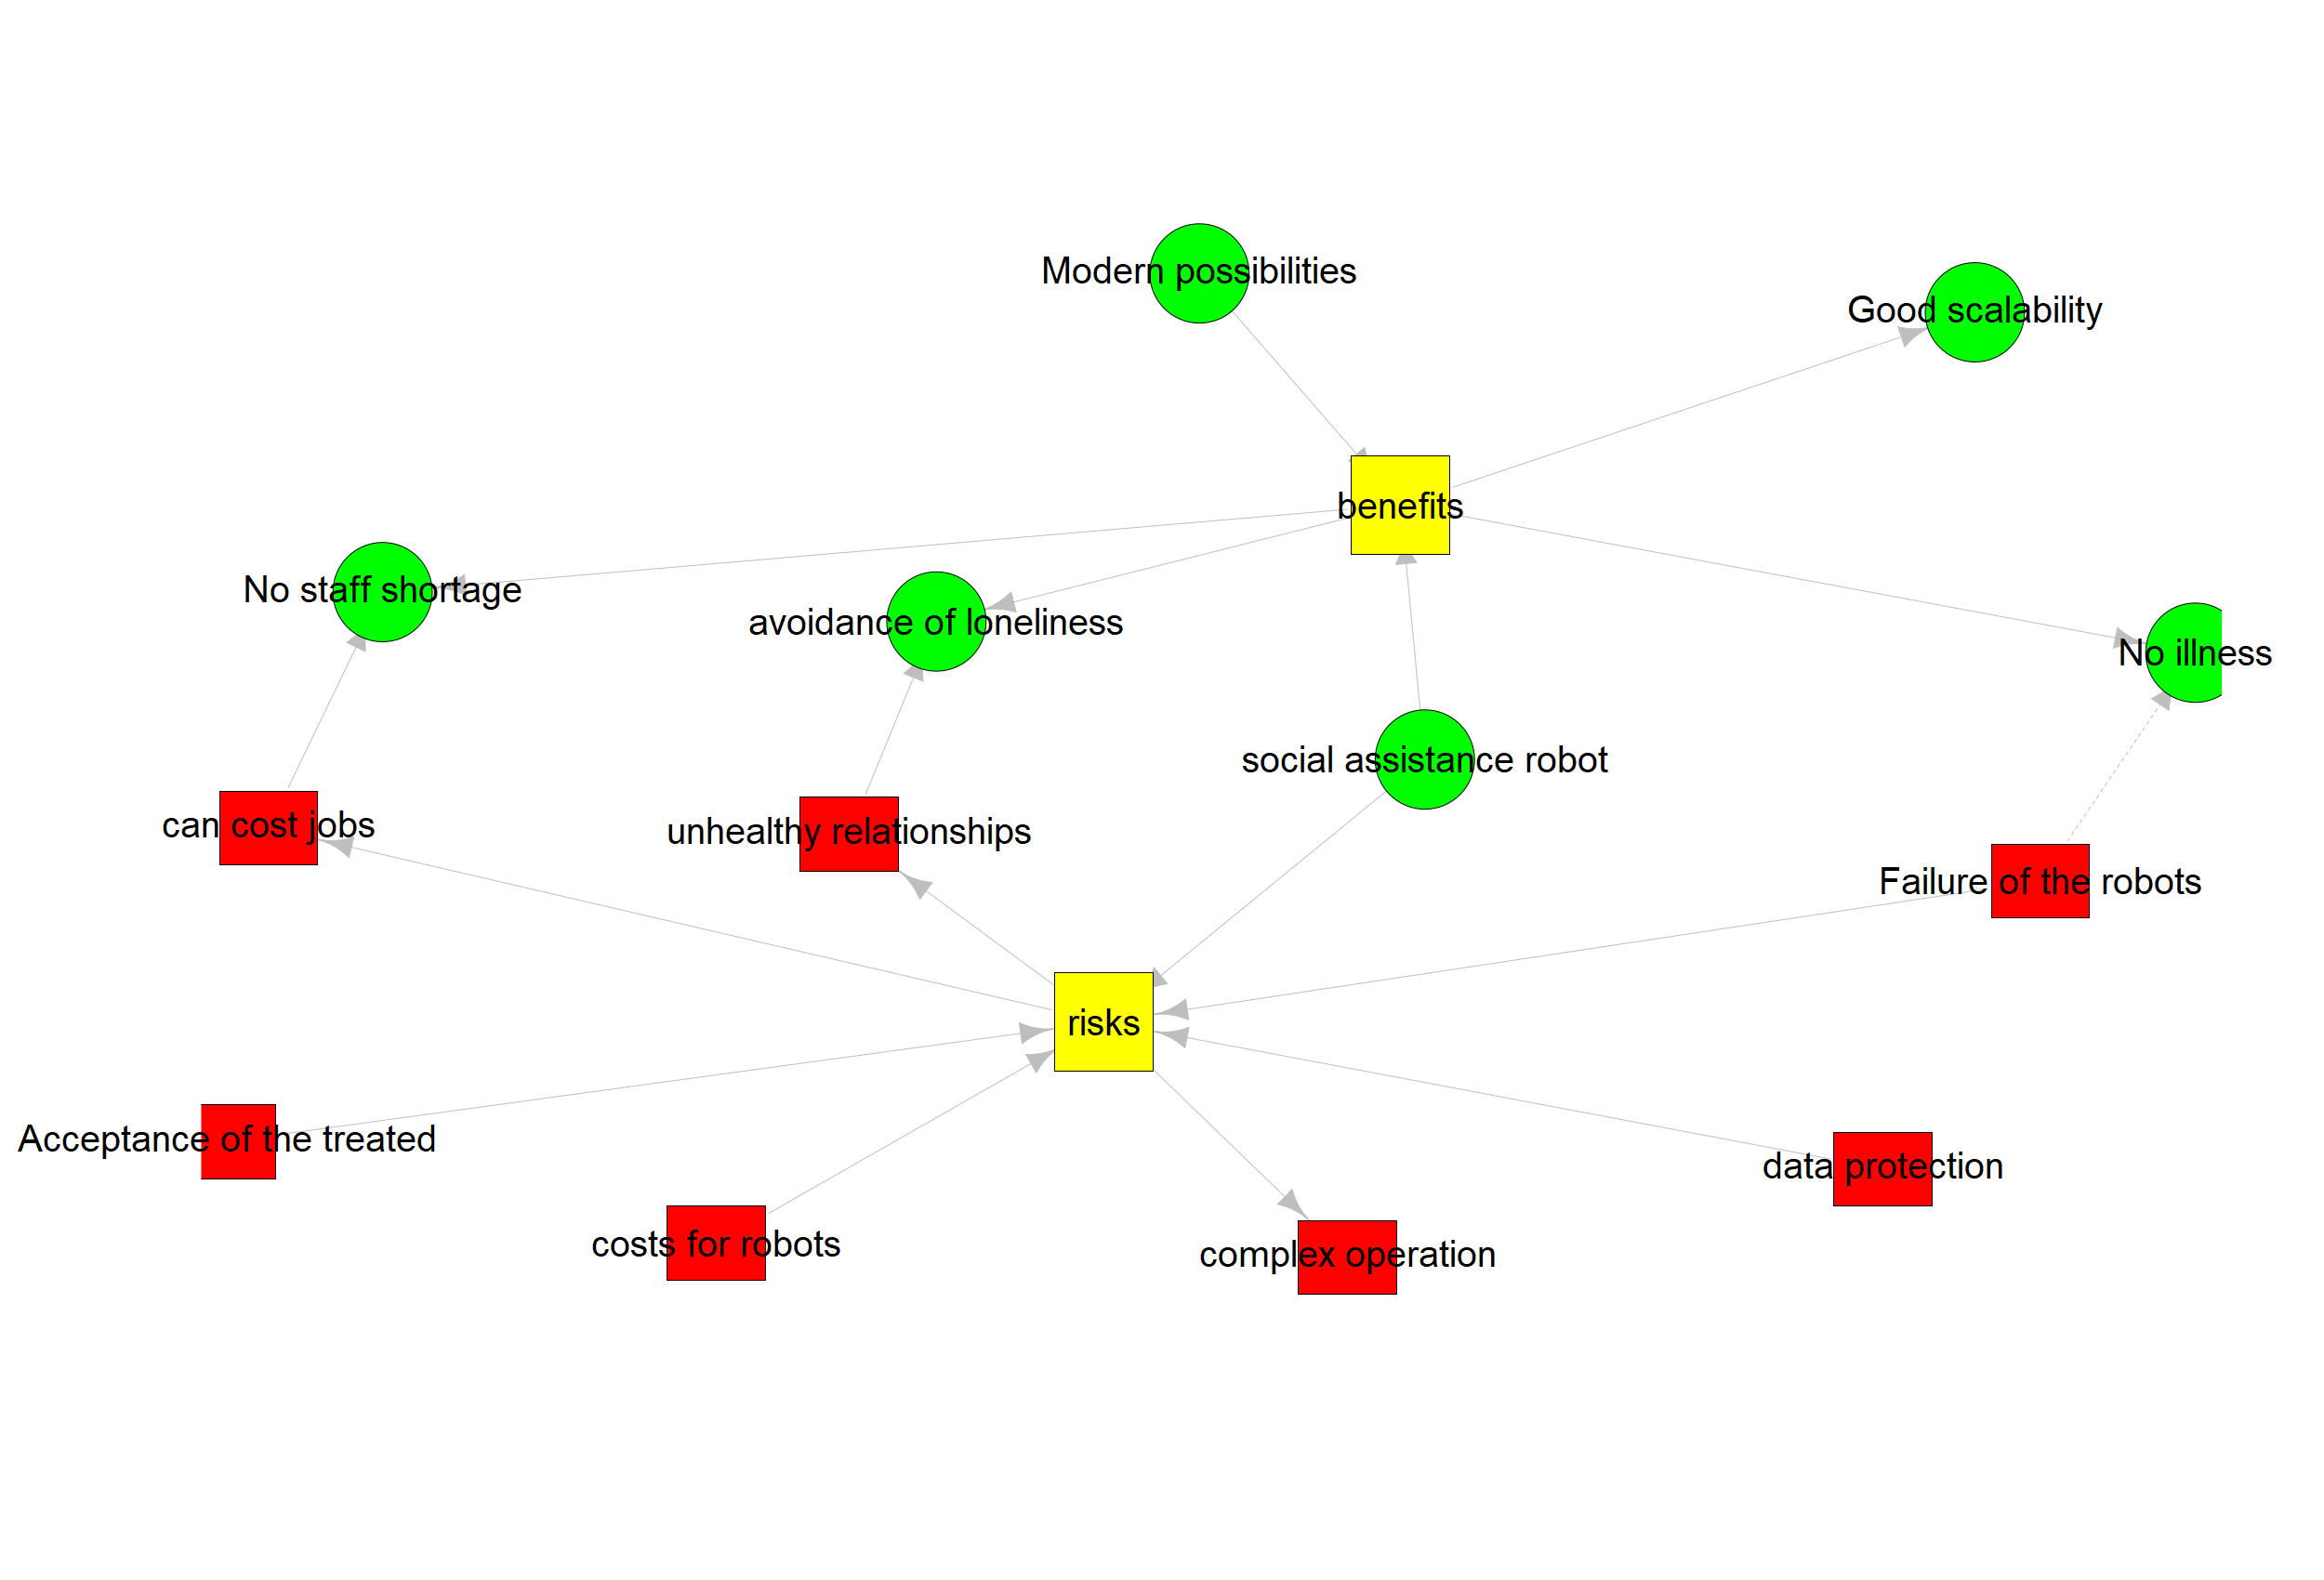 Modern possibilities
Good scalability
benefits
No staff shortage
avoidance of loneliness
No illness
social assistance robot
can cost jobs
unhealthy relationships
Failure of the robots
risks
Acceptance of the treated
data protection
costs for robots
complex operation